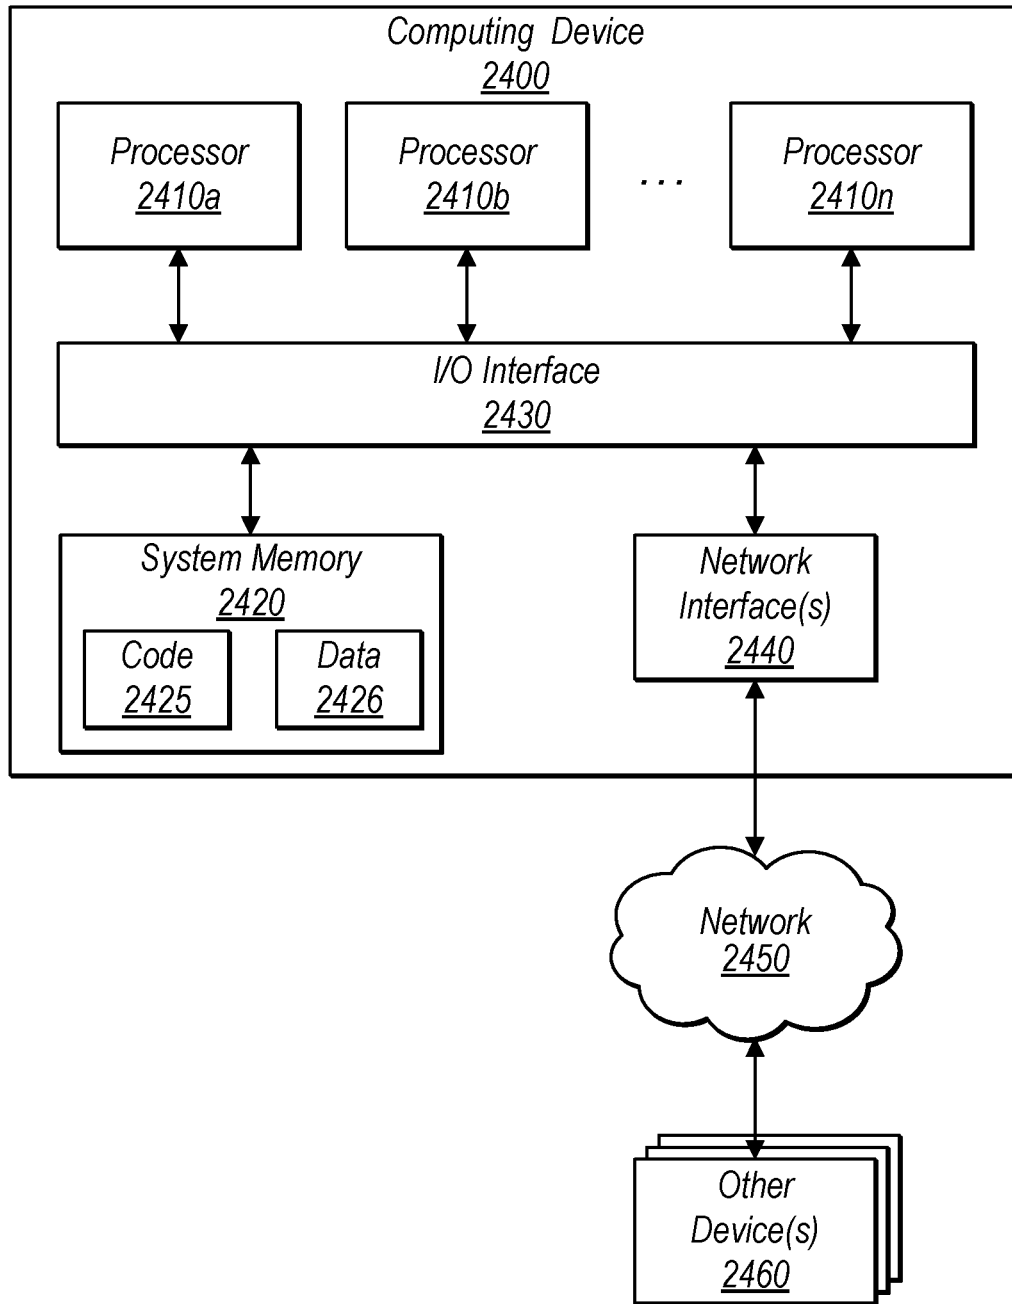 Computing Device
2400
Processor
2410a
Processor
2410b
...
Processor
2410n
I/O Interface
2430
System Memory
2420
Code
2425
Data
2426
Network
Interface(s)
2440
Network
2450
Other
Device(s)
2460